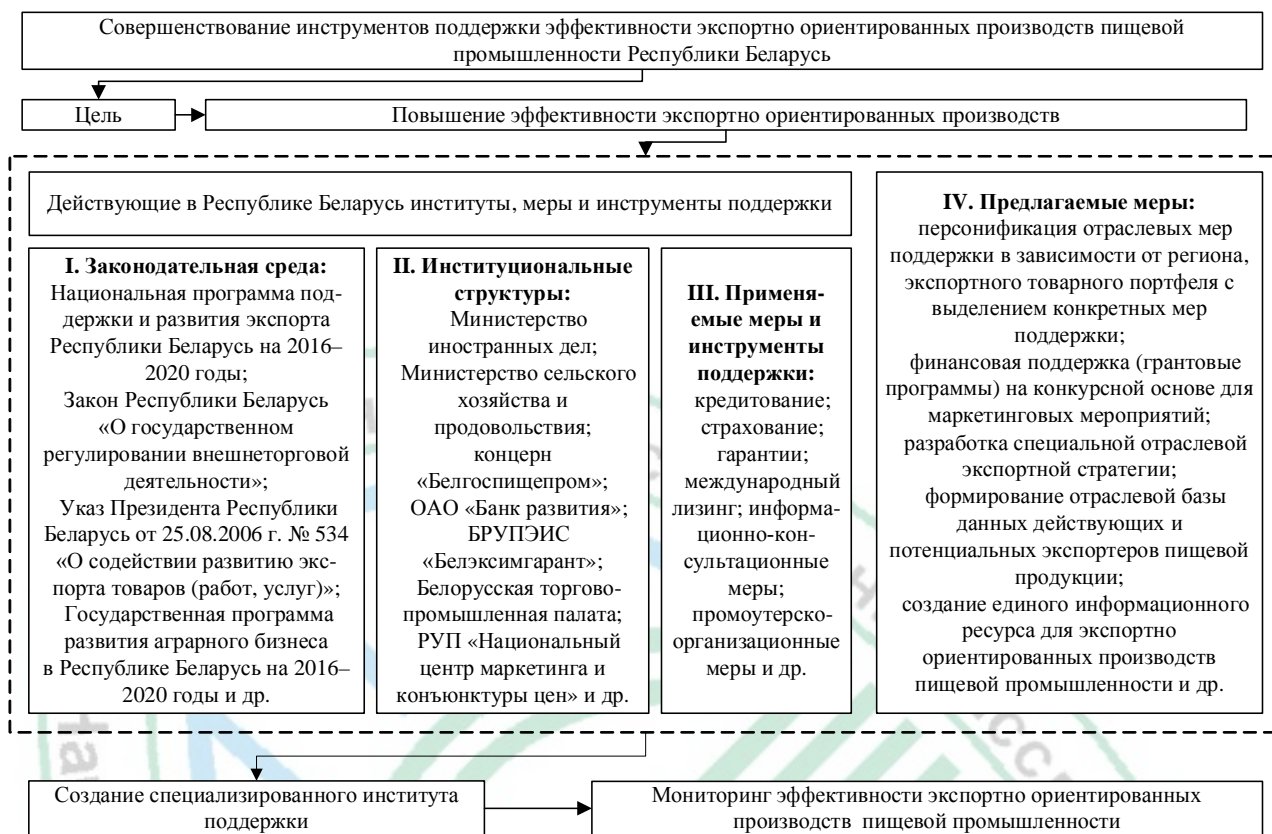 Совершенствование инструментов поддержки эффективности экспортно ориентированных производств пищевой
промышленности Республики Беларусь
Цель
Повышение эффективности экспортно ориентированных производств
Действующие в Республике Беларусь институты, меры и инструменты поддержки
I. Законодательная среда:
Национальная программа под-
держки и развития экспорта
Республики Беларусь на 2016–
2020 годы;
Закон Республики Беларусь
«О государственном
регулировании внешнеторговой
деятельности»;
Указ Президента Республики
Беларусь от 25.08.2006 г. № 534
«О содействии развитию экс-
порта товаров (работ, услуг)»;
Государственная программа
развития аграрного бизнеса
в Республике Беларусь на 2016–
2020 годы и др.
II. Институциональные
структуры:
Министерство
иностранных дел;
Министерство сельского
хозяйства и
продовольствия;
концерн
«Белгоспищепром»;
ОАО «Банк развития»;
БРУПЭИС
«Белэксимгарант»;
Белорусская торгово-
промышленная палата;
РУП «Национальный
центр маркетинга и
конъюнктуры цен» и др.
III. Применя-
емые меры и
инструменты
поддержки:
кредитование;
страхование;
гарантии;
международный
лизинг; информа-
ционно-кон-
сультационные
меры;
промоутерско-
организационные
меры и др.
IV. Предлагаемые меры:
персонификация отраслевых мер
поддержки в зависимости от региона,
экспортного товарного портфеля с
выделением конкретных мер
поддержки;
финансовая поддержка (грантовые
программы) на конкурсной основе для
маркетинговых мероприятий;
разработка специальной отраслевой
экспортной стратегии;
формирование отраслевой базы
данных действующих и
потенциальных экспортеров пищевой
продукции;
создание единого информационного
ресурса для экспортно
ориентированных производств
пищевой промышленности и др.
Создание специализированного института
поддержки
Мониторинг эффективности экспортно ориентированных
производств пищевой промышленности